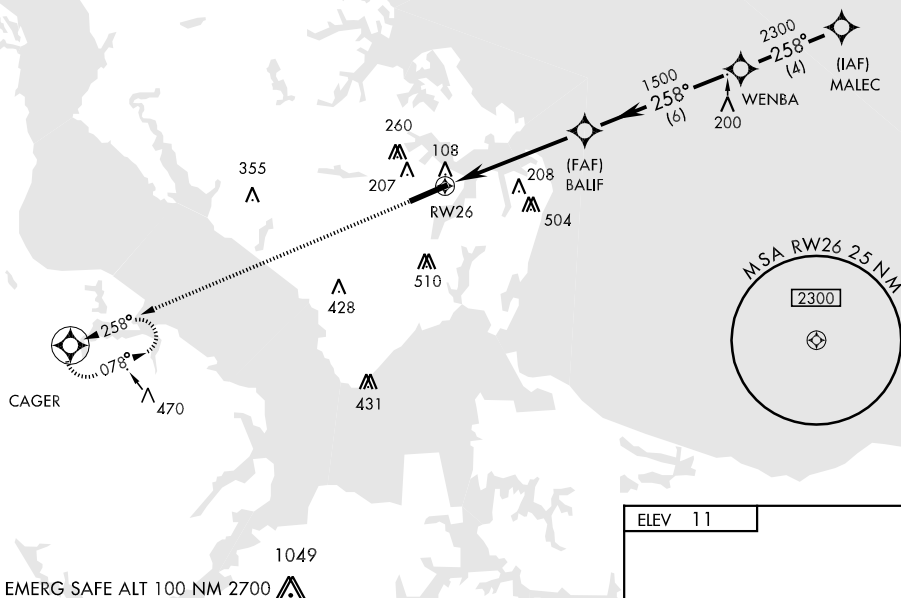 2300
258°
(4)
(IAF)
MALEC
1500
258°
(6)
WENBA
200
(FAF)
BALIF
260
108
207
RW26
208
504
355
510
428
431
258°
078°
CAGER
470
MSA RW26 25 NM
2300
ELEV 11
1049
EMERG SAFE ALT 100 NM 2700